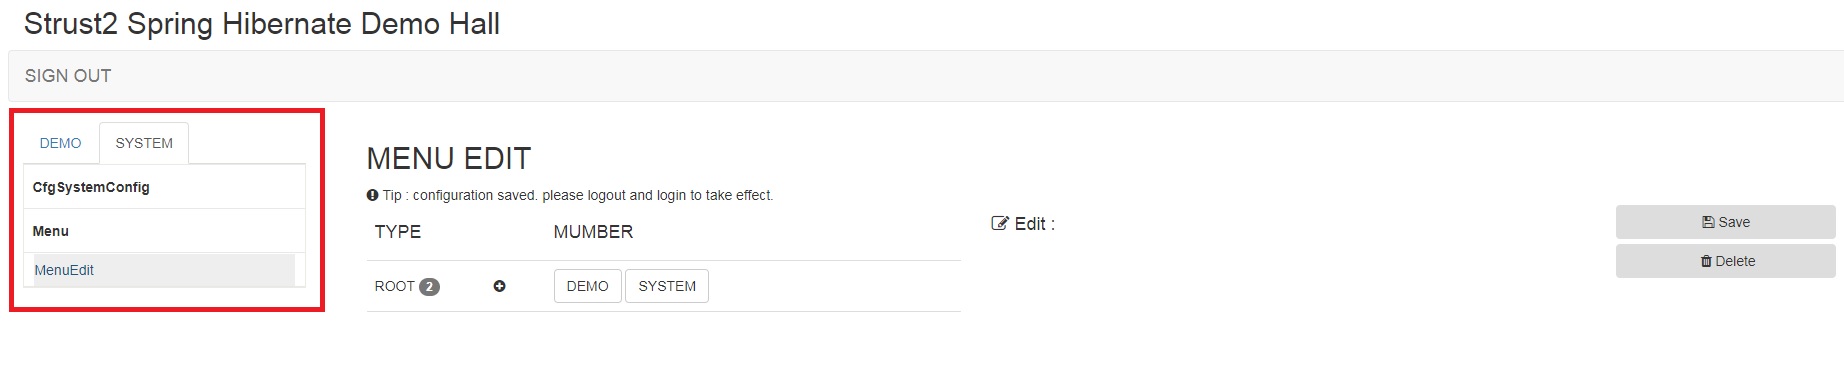 Strust2 Spring Hibernate Demo Hall
SIGN OUT
DEMO SYSTEM
CfgSystemConfig
Menu
MenuEdit
MENU EDIT
Tip : configuration saved. please logout and login to take effect.
TYPE MUMBER
ROOT 2 DEMO SYSTEM
Edit :
Save
Delete